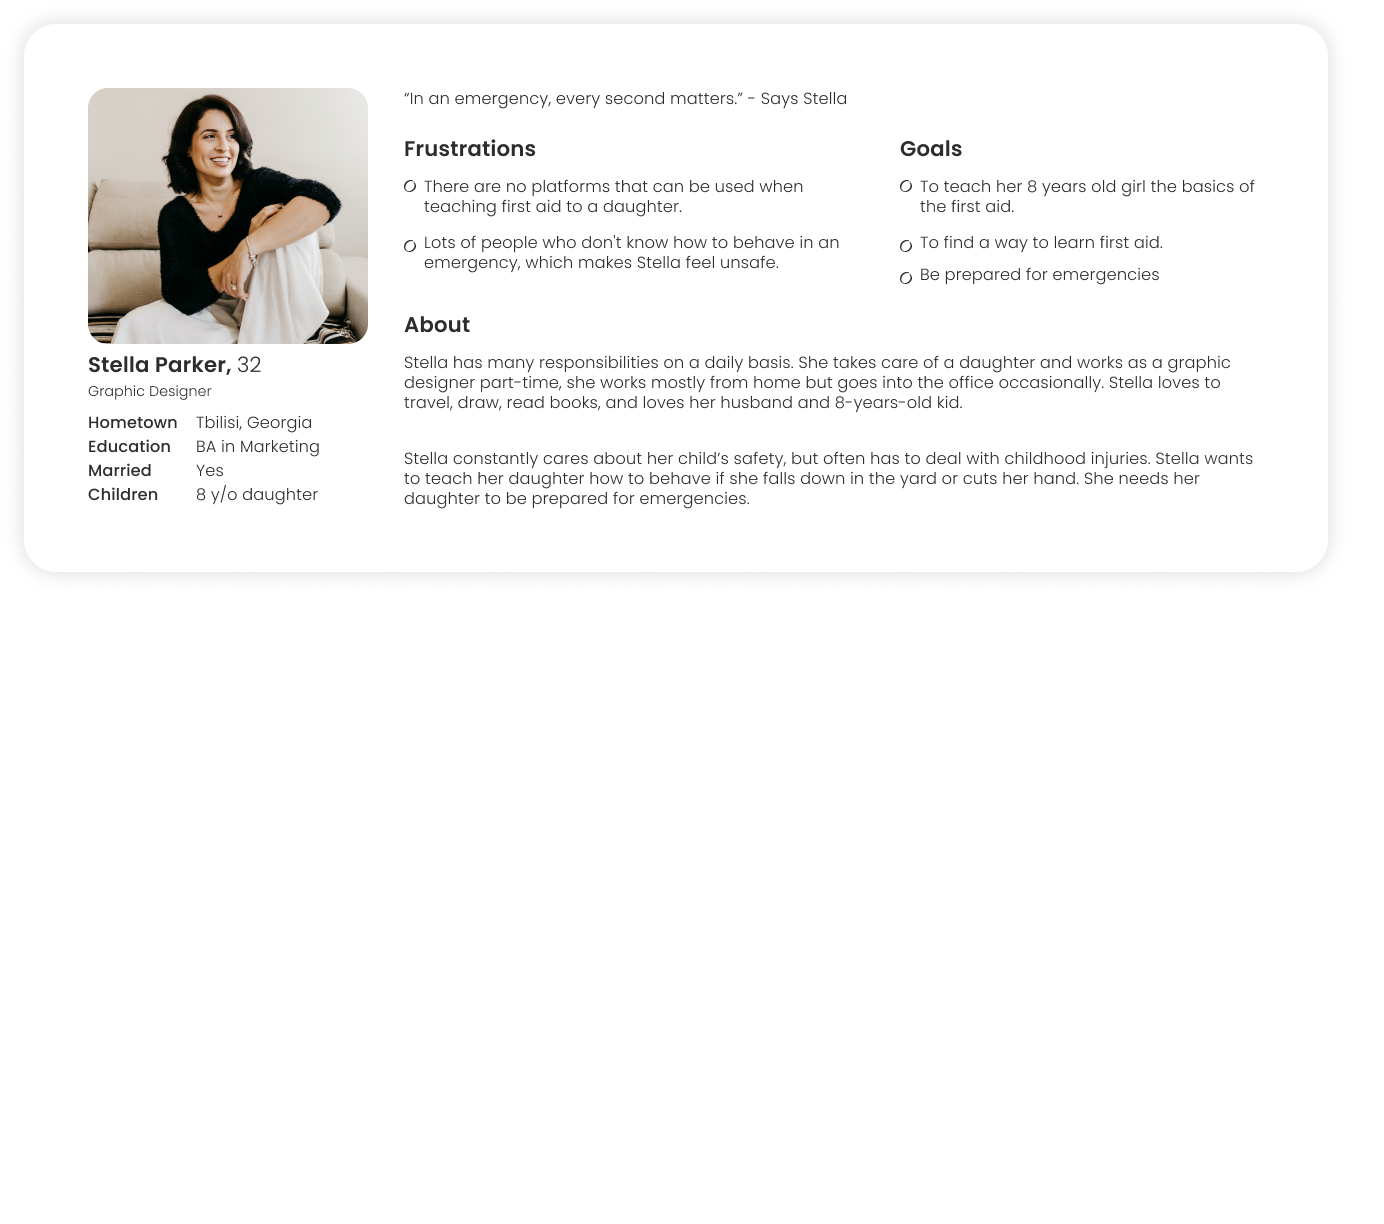 “In an emergency, every second matters.” - Says Stella
Frustrations
There are no platforms that can be used when
teaching first aid to a daughter.
Lots of people who don't know how to behave in an
emergency, which makes Stella feel unsafe.
Goals
To teach her 8 years old girl the basics of
the first aid.
To find a way to learn first aid.
Be prepared for emergencies
About
Stella has many responsibilities on a daily basis. She takes care of a daughter and works as a graphic
designer part-time, she works mostly from home but goes into the office occasionally. Stella loves to
travel, draw, read books, and loves her husband and 8-years-old kid.
Stella constantly cares about her child’s safety, but often has to deal with childhood injuries. Stella wants
to teach her daughter how to behave if she falls down in the yard or cuts her hand. She needs her
daughter to be prepared for emergencies.
Stella Parker, 32
Graphic Designer
Hometown Tbilisi, Georgia
Education BA in Marketing
Married Yes
Children 8 y/o daughter